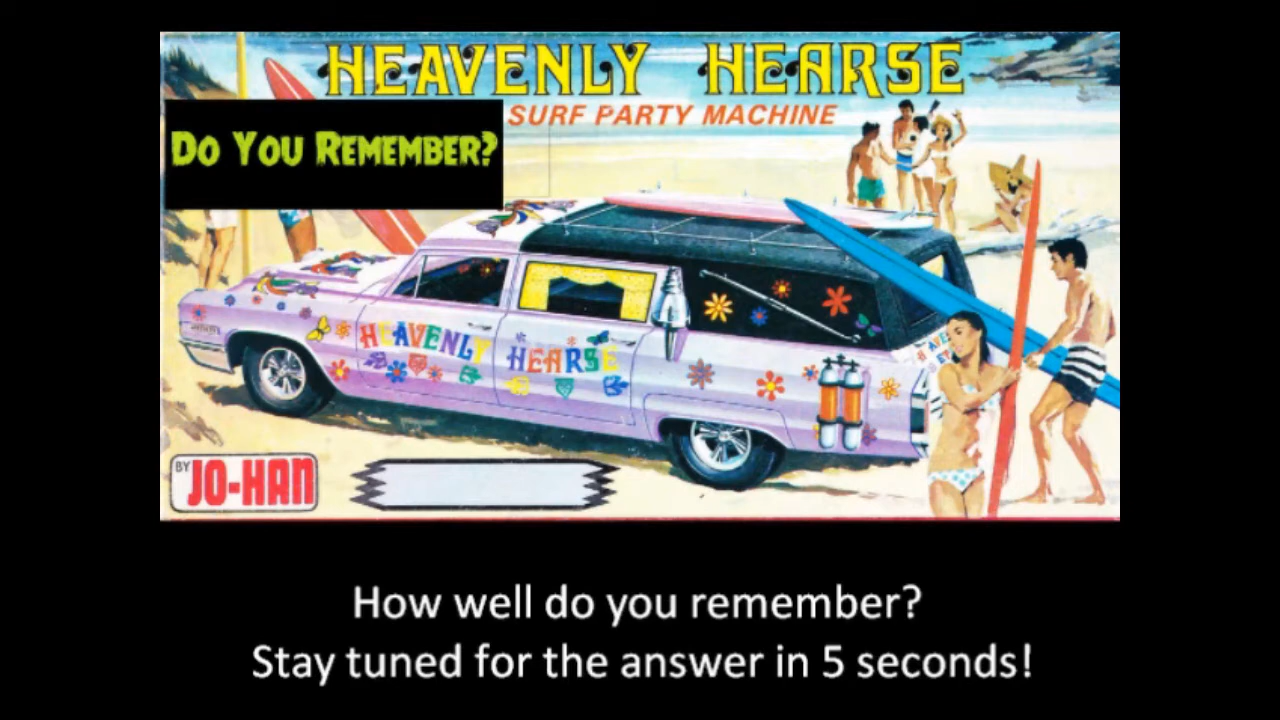 HEAVENLY HEARSE
SURF PARTY MACHINE
DO YOU REMEMBER?
HEAVENLY HEARSE
BY JO-HAN
How well do you remember?
Stay tuned for the answer in 5 seconds!